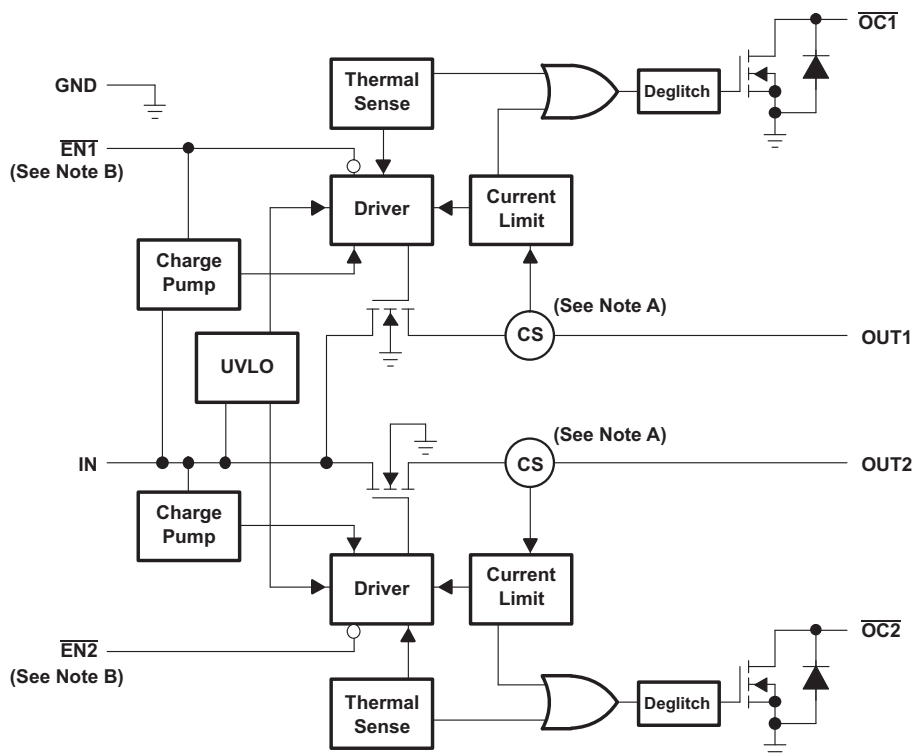 OC1
Thermal
Sense
Deglitch
GND
EN1
(See Note B)
Driver
Current
Limit
Charge
Pump
(See Note A)
CS
OUT1
UVLO
(See Note A)
IN
CS
OUT2
Charge
Pump
Driver
Current
Limit
OC2
EN2
(See Note B)
Thermal
Sense
Deglitch